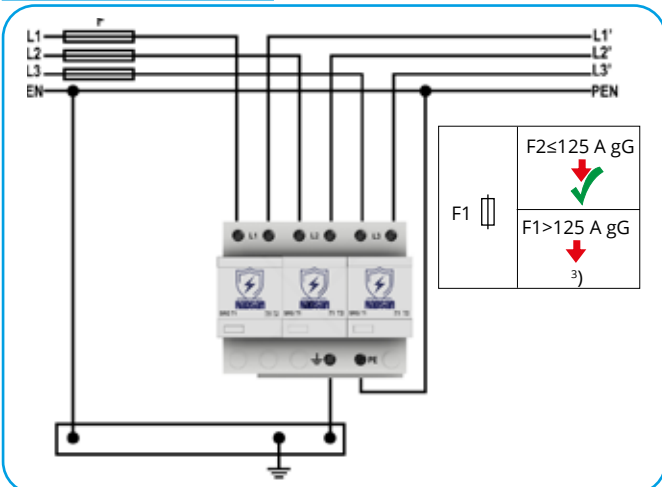 L1
L2
L3
EN
L1'
L2'
L3'
PEN
F1
F2≤125 A gG
F1>125 A gG
3)
L1
L2
L3
PE